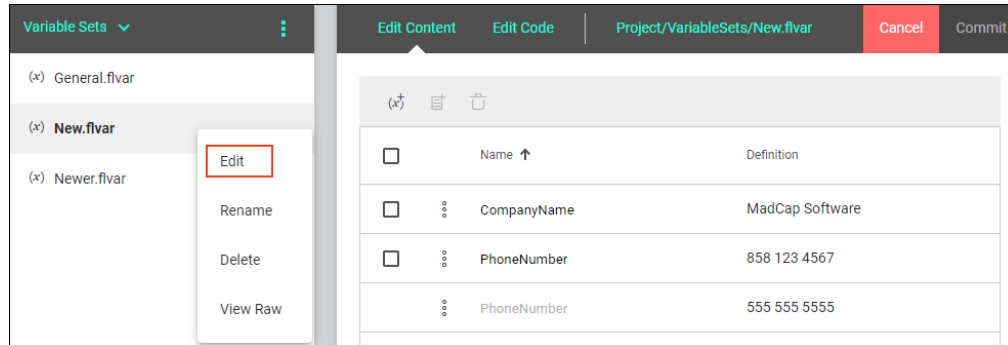 Variable Sets
Edit Content Edit Code Project/VariableSets/New.flvar Cancel Commit
(x) General.flvar
(x) New.flvar
(x) Newer.flvar
Edit
Rename
Delete
View Raw
(x)+
Name Definition
CompanyName MadCap Software
PhoneNumber 858 123 4567
PhoneNumber 555 555 5555